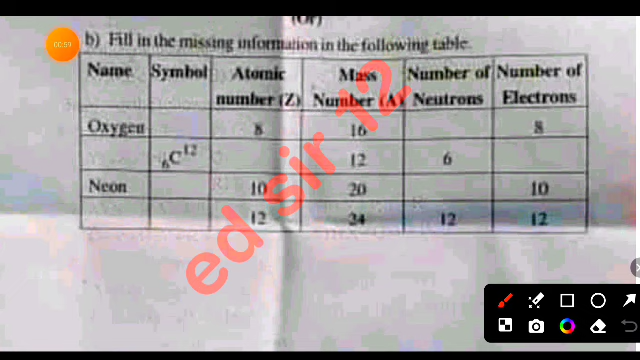 (Or)
00:59
b) Fill in the missing information in the following table.
Name Symbol Atomic number (Z) Mass Number (A) Number of Neutrons Number of Electrons
Oxygen 8 16 8
₆C¹² 12 6
Neon 10 20 10
12 24 12 12
ed sir 12